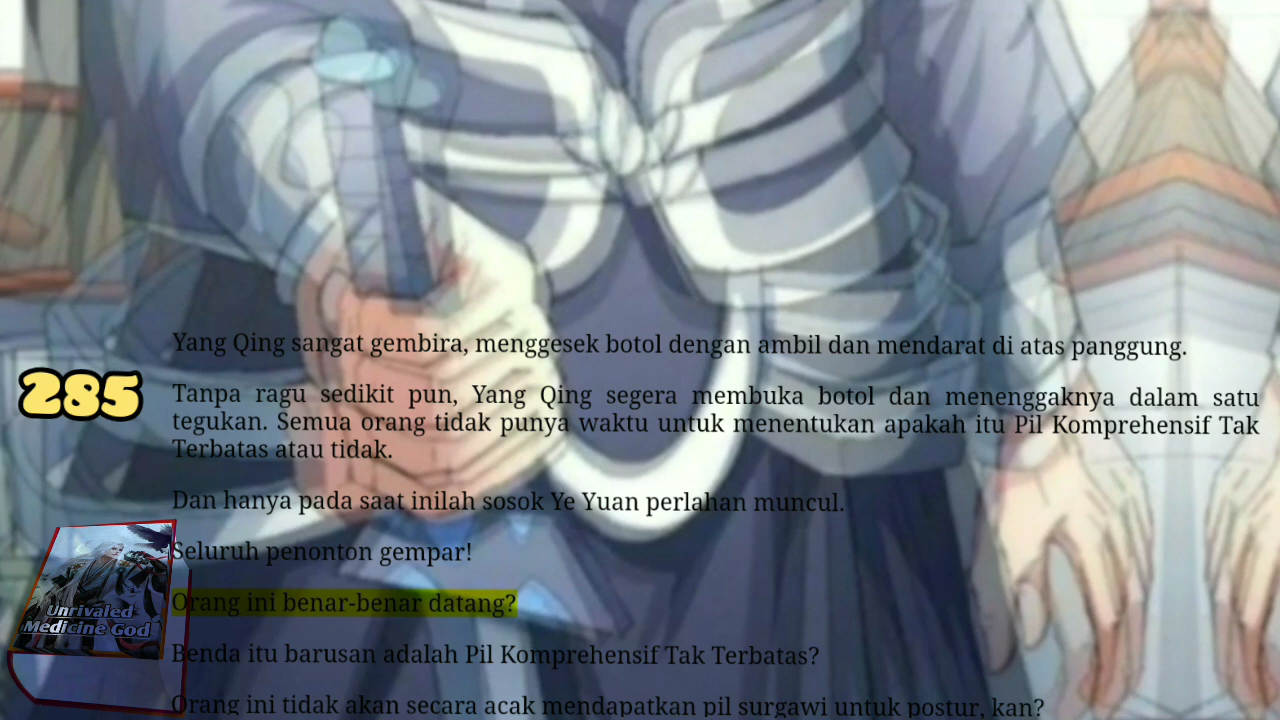 Yang Qing sangat gembira, menggesek botol dengan ambil dan mendarat di atas panggung.
285
Tanpa ragu sedikit pun, Yang Qing segera membuka botol dan menenggaknya dalam satu
tegukan. Semua orang tidak punya waktu untuk menentukan apakah itu Pil Komprehensif Tak
Terbatas atau tidak.
Dan hanya pada saat inilah sosok Ye Yuan perlahan muncul.
Seluruh penonton gempar!
Orang ini benar-benar datang?
Unrivaled
Medicine God
Benda itu barusan adalah Pil Komprehensif Tak Terbatas?
Orang ini tidak akan secara acak mendapatkan pil surgawi untuk postur, kan?